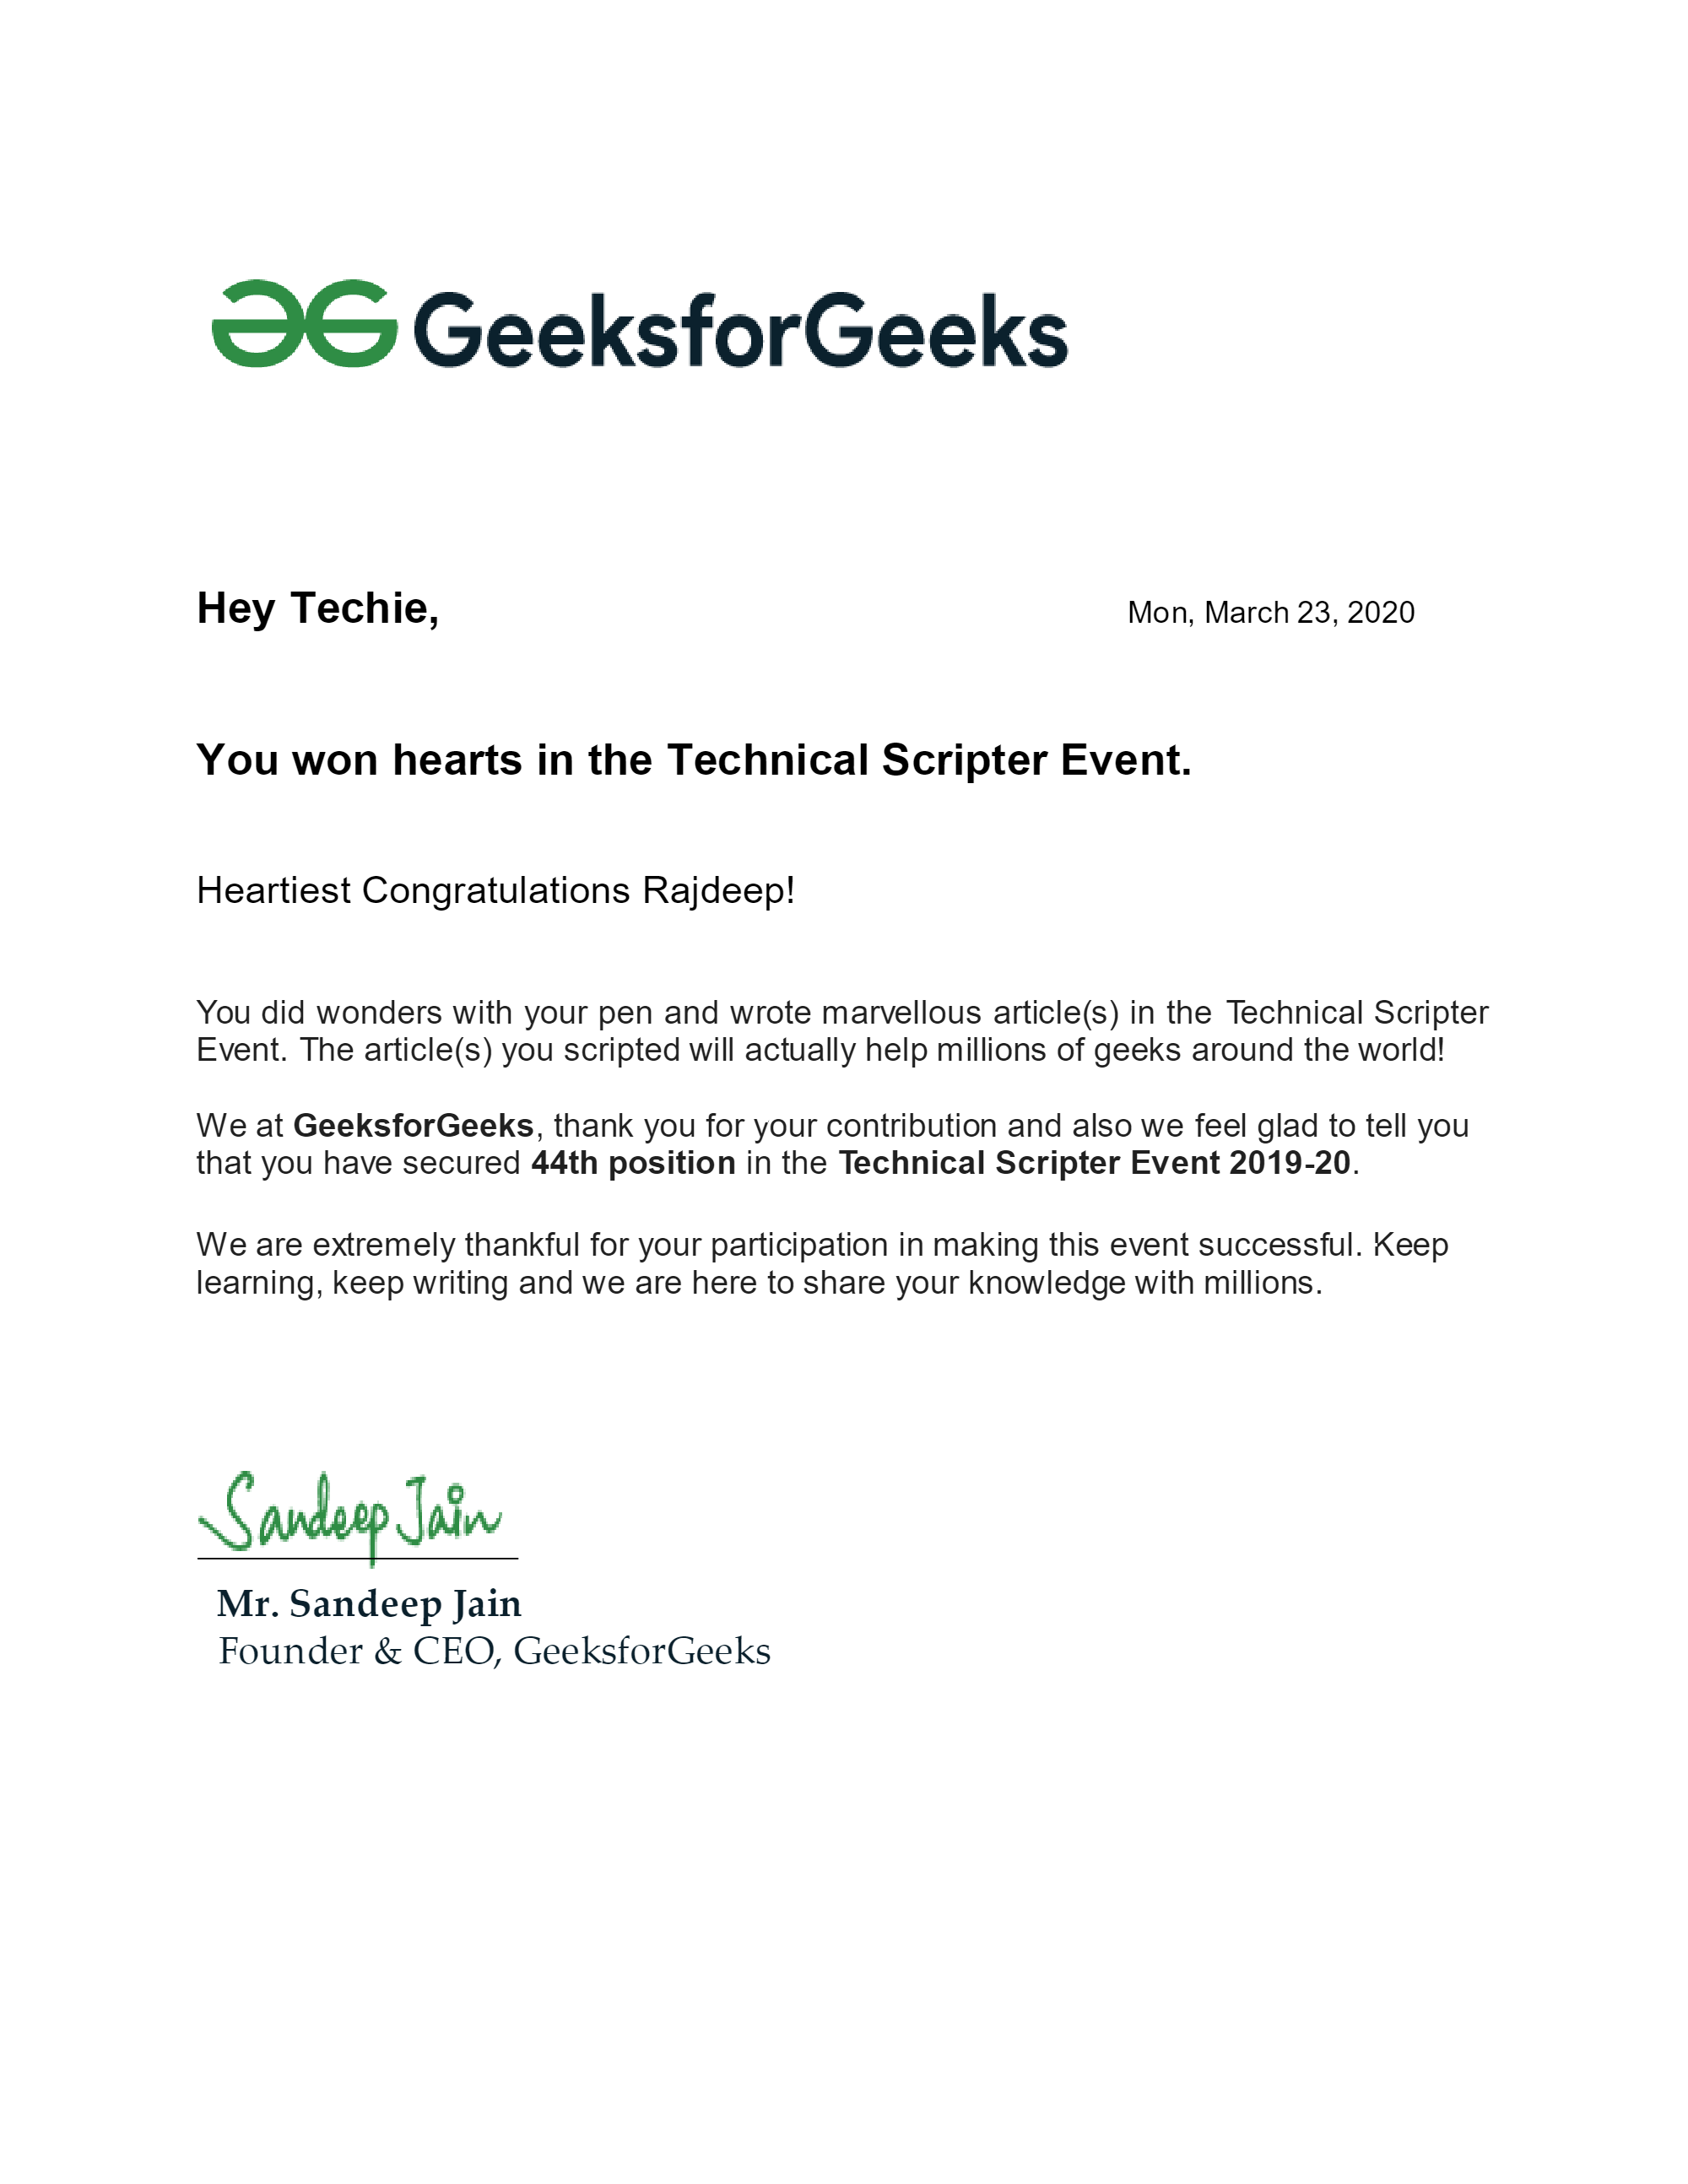 GeeksforGeeks
Hey Techie, Mon, March 23, 2020
You won hearts in the Technical Scripter Event.
Heartiest Congratulations Rajdeep!
You did wonders with your pen and wrote marvellous article(s) in the Technical Scripter
Event. The article(s) you scripted will actually help millions of geeks around the world!
We at GeeksforGeeks, thank you for your contribution and also we feel glad to tell you
that you have secured 44th position in the Technical Scripter Event 2019-20.
We are extremely thankful for your participation in making this event successful. Keep
learning, keep writing and we are here to share your knowledge with millions.
Sandeep Jain
Mr. Sandeep Jain
Founder & CEO, GeeksforGeeks